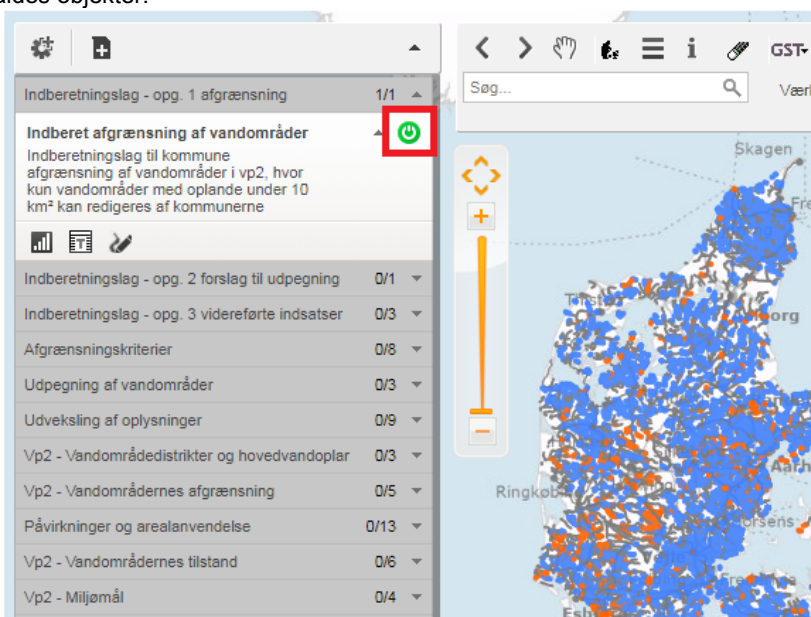 Søg...
GST
Indberetningslag - opg. 1 afgrænsning 1/1
Indberet afgrænsning af vandområder
Indberetningslag til kommune
afgrænsning af vandområder i vp2, hvor
kun vandområder med oplande under 10
km² kan redigeres af kommunerne
T
Indberetningslag - opg. 2 forslag til udpegning 0/1
Indberetningslag - opg. 3 videreførte indsatser 0/3
Afgrænsningskriterier 0/8
Udpegning af vandområder 0/3
Udveksling af oplysninger 0/9
Vp2 - Vandområdedistrikter og hovedvandoplar 0/3
Vp2 - Vandområdernes afgrænsning 0/5
Påvirkninger og arealanvendelse 0/13
Vp2 - Vandområdernes tilstand 0/6
Vp2 - Miljømål 0/4
Skagen
Ringkøb